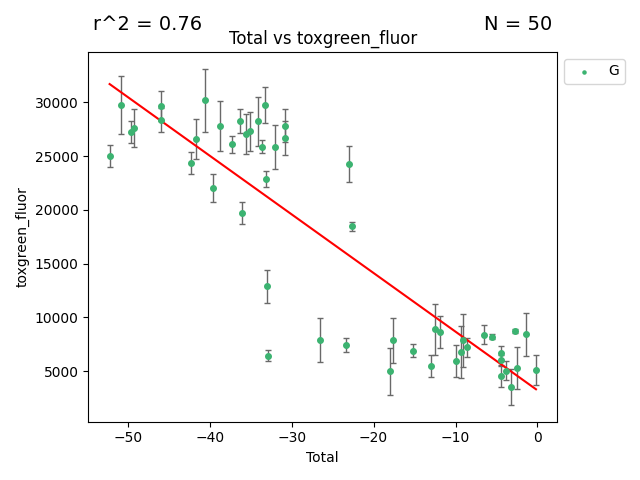 r^2 = 0.76
N = 50
Total vs toxgreen_fluor
G
30000
25000
20000
15000
10000
5000
toxgreen_fluor
−50
−40
−30
−20
−10
0
Total